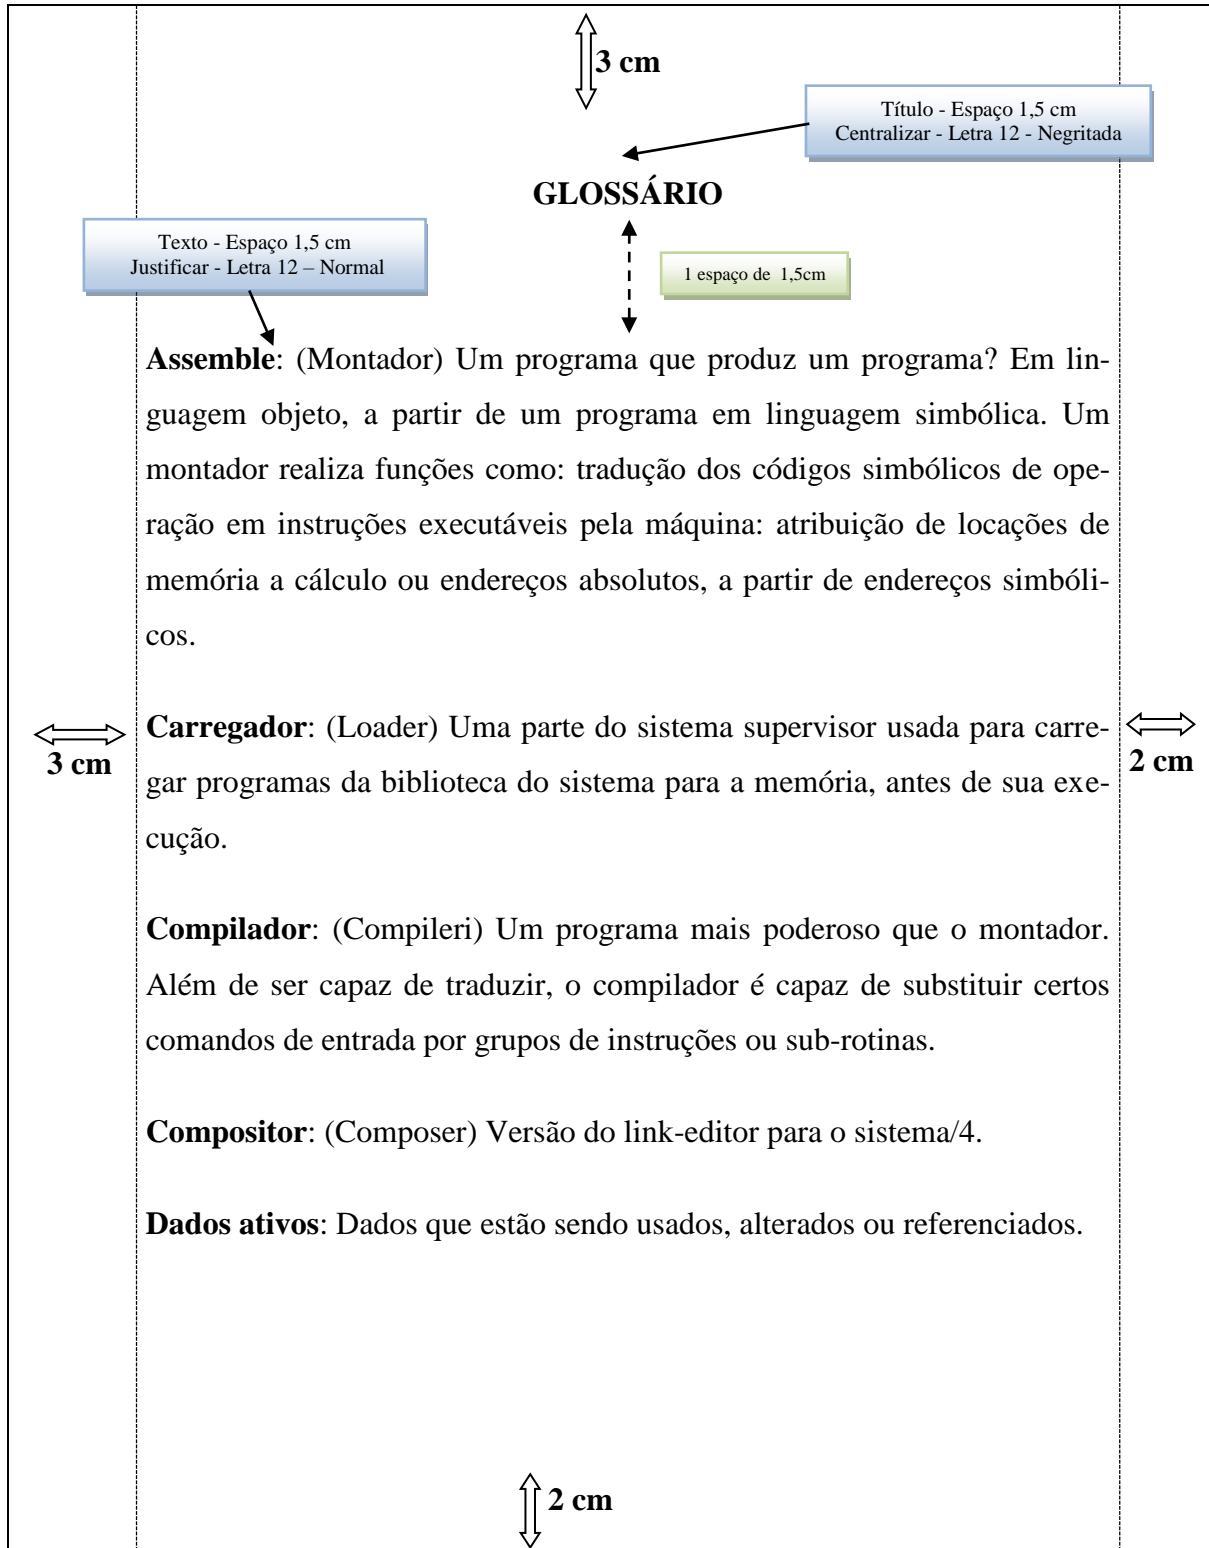 3 cm
Título - Espaço 1,5 cm
Centralizar - Letra 12 - Negritada
GLOSSÁRIO
Texto - Espaço 1,5 cm
Justificar - Letra 12 – Normal
1 espaço de 1,5cm
Assemble: (Montador) Um programa que produz um programa? Em lin-
guagem objeto, a partir de um programa em linguagem simbólica. Um
montador realiza funções como: tradução dos códigos simbólicos de ope-
ração em instruções executáveis pela máquina: atribuição de locações de
memória a cálculo ou endereços absolutos, a partir de endereços simbóli-
cos.
Carregador: (Loader) Uma parte do sistema supervisor usada para carre-
gar programas da biblioteca do sistema para a memória, antes de sua exe-
cução.
3 cm
2 cm
Compilador: (Compileri) Um programa mais poderoso que o montador.
Além de ser capaz de traduzir, o compilador é capaz de substituir certos
comandos de entrada por grupos de instruções ou sub-rotinas.
Compositor: (Composer) Versão do link-editor para o sistema/4.
Dados ativos: Dados que estão sendo usados, alterados ou referenciados.
2 cm